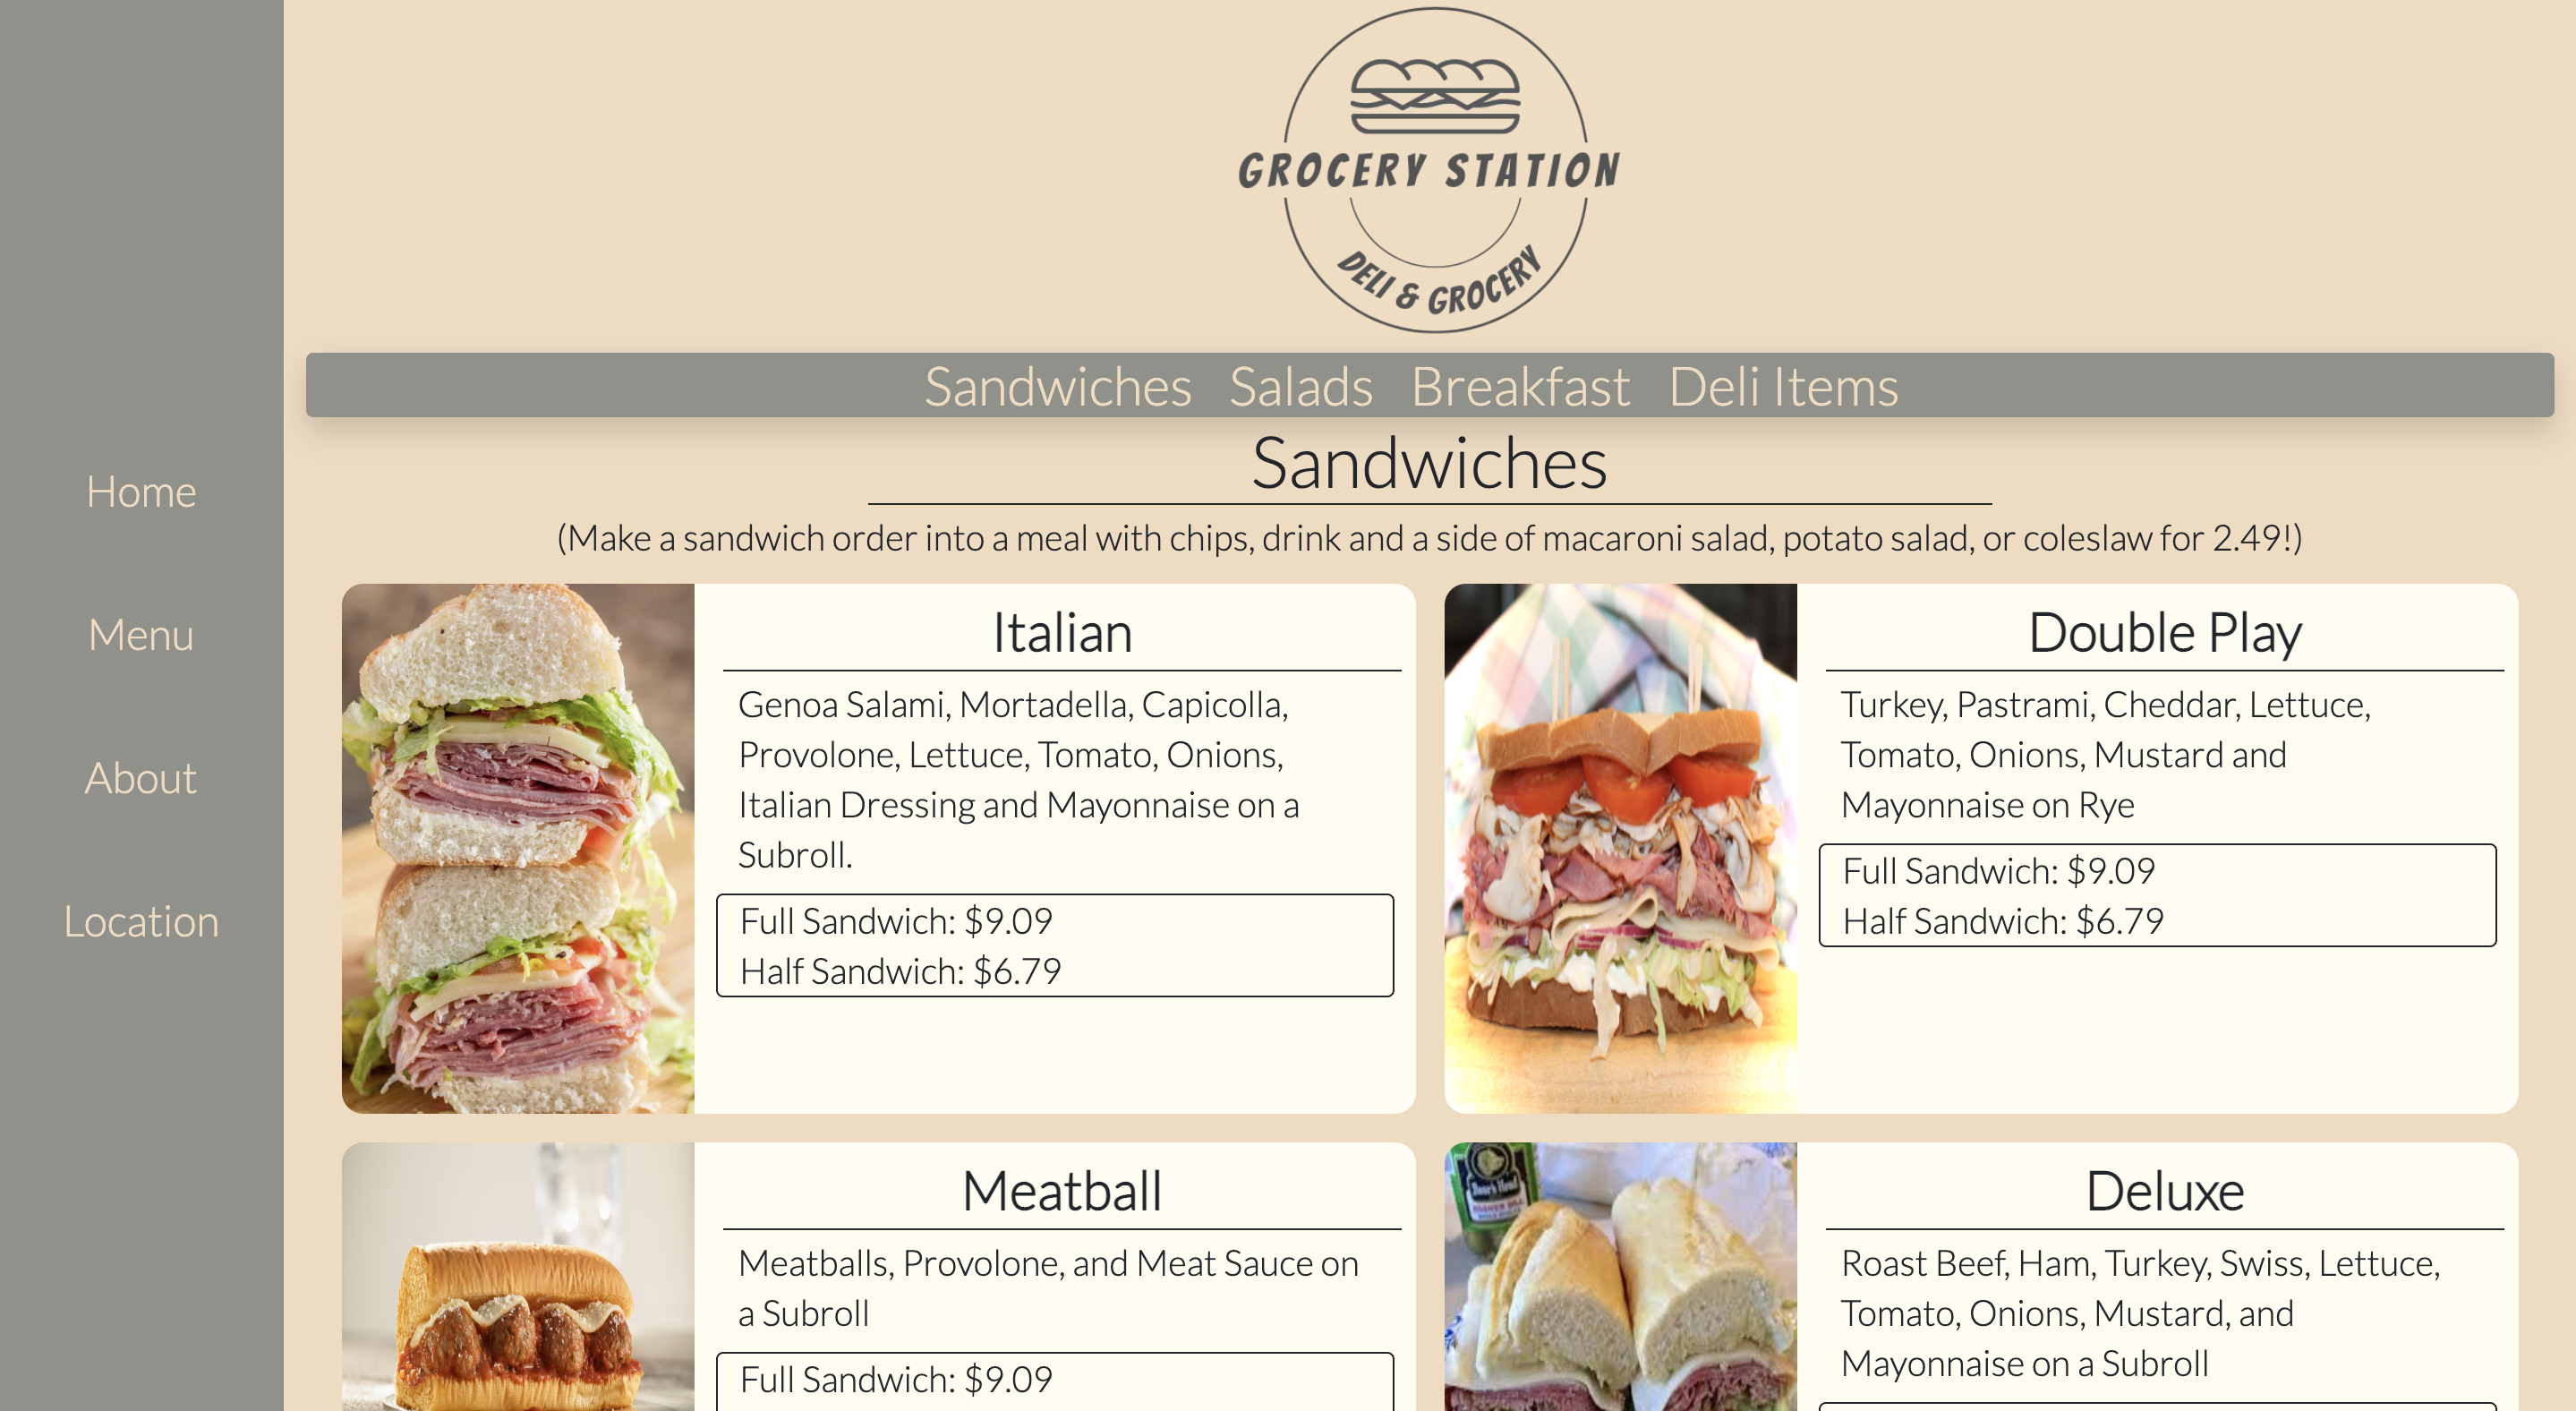 GROCERY STATION
DELI & GROCERY
Sandwiches Salads Breakfast Deli Items
Home
Menu
About
Location
Sandwiches
(Make a sandwich order into a meal with chips, drink and a side of macaroni salad, potato salad, or coleslaw for 2.49!)
Italian
Genoa Salami, Mortadella, Capicolla,
Provolone, Lettuce, Tomato, Onions,
Italian Dressing and Mayonnaise on a
Subroll.
Full Sandwich: $9.09
Half Sandwich: $6.79
Double Play
Turkey, Pastrami, Cheddar, Lettuce,
Tomato, Onions, Mustard and
Mayonnaise on Rye
Full Sandwich: $9.09
Half Sandwich: $6.79
Meatball
Meatballs, Provolone, and Meat Sauce on
a Subroll
Full Sandwich: $9.09
Deluxe
Roast Beef, Ham, Turkey, Swiss, Lettuce,
Tomato, Onions, Mustard, and
Mayonnaise on a Subroll